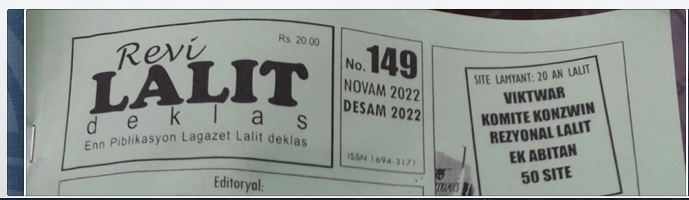 Revi
Rs. 20.00
LALIT
deklas
Enn Piblikasyon Lagazet Lalit deklas
No. 149
NOVAM 2022
DESAM 2022
ISSN 1694-3171
SITE LAMYANT: 20 AN LALIT
VIKTWAR
KOMITE KONZWIN
REZYONAL LALIT
EK ABITAN
50 SITE
Editoryal: